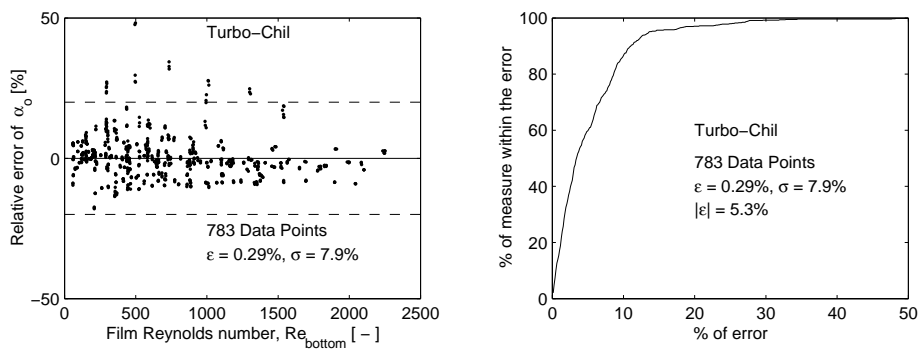 50
Turbo−Chil
0
−50
Relative error of αo [%]
783 Data Points
ε = 0.29%, σ = 7.9%
0 500 1000 1500 2000 2500
Film Reynolds number, Rebottom [ − ]
100
80
60
40
20
0
% of measure within the error
Turbo−Chil
783 Data Points
ε = 0.29%, σ = 7.9%
|ε| = 5.3%
0 10 20 30 40 50
% of error